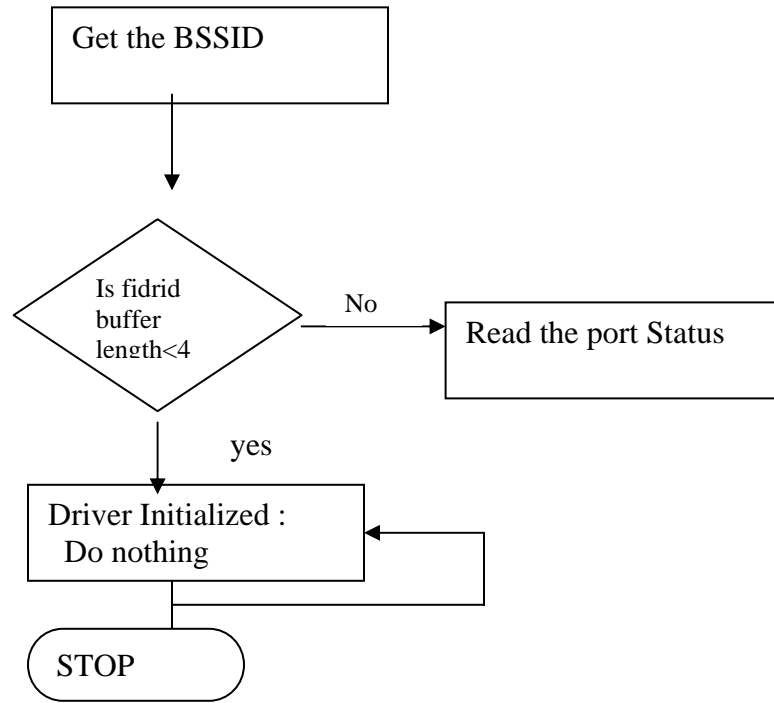 Get the BSSID
Is fidrid
buffer
length<4
No
Read the port Status
yes
Driver Initialized :
Do nothing
STOP